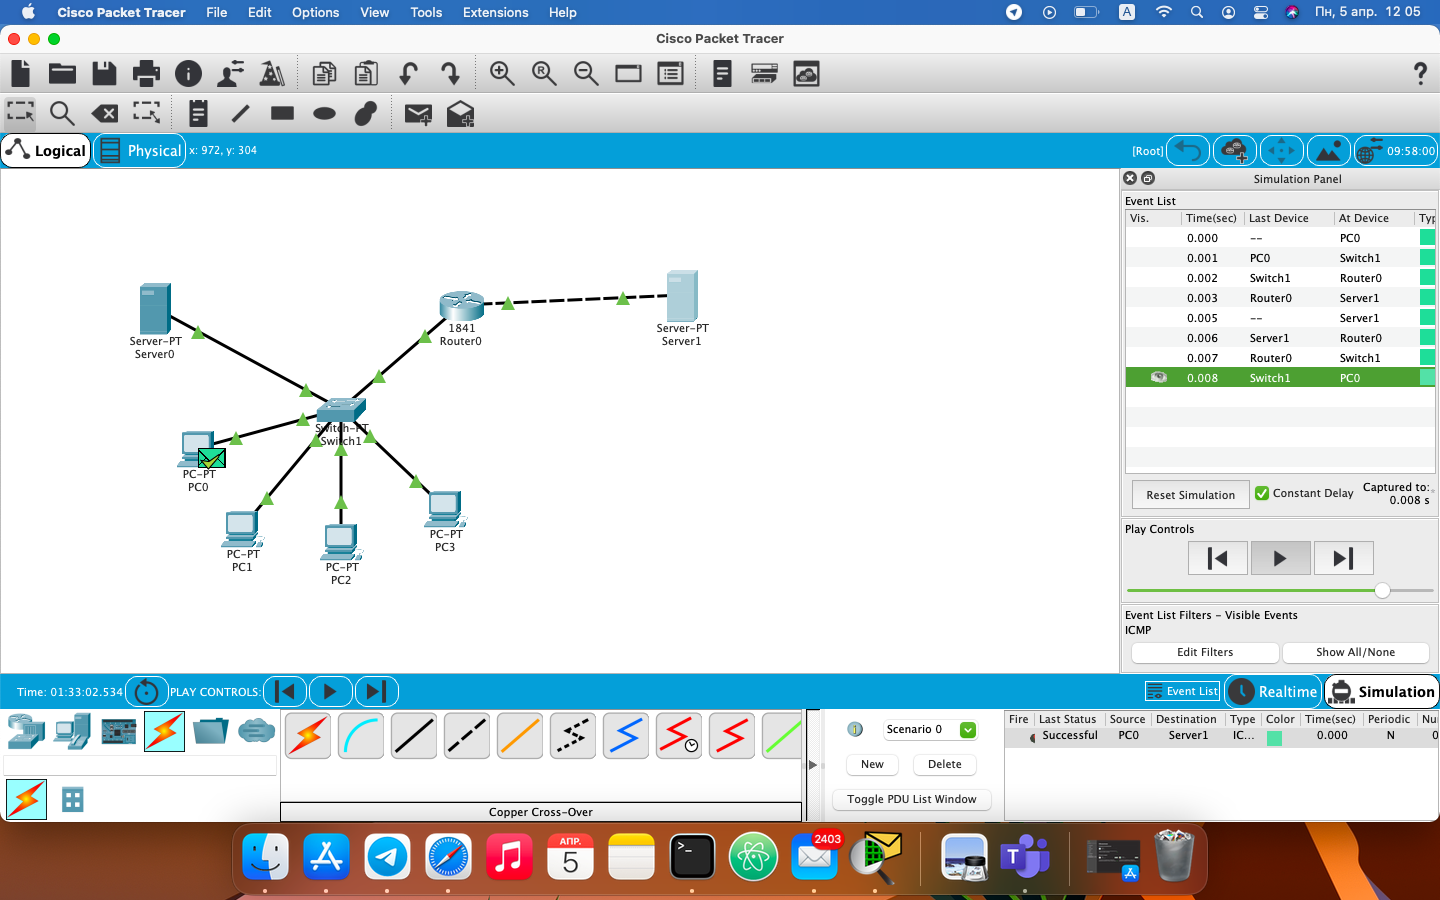 Cisco Packet Tracer File Edit Options View Tools Extensions Help A Пн, 5 апр. 12 05
Cisco Packet Tracer
R
?
Logical Physical x: 972, y: 304 [Root] 09:58:00
Simulation Panel
Event List
Vis. Time(sec) Last Device At Device Typ
0.000 -- PC0
0.001 PC0 Switch1
0.002 Switch1 Router0
0.003 Router0 Server1
0.005 -- Server1
0.006 Server1 Router0
0.007 Router0 Switch1
0.008 Switch1 PC0
Server-PT
Server0
1841
Router0
Server-PT
Server1
Switch-PT
Switch1
PC-PT
PC0
PC-PT
PC1
PC-PT
PC2
PC-PT
PC3
Reset Simulation Constant Delay Captured to:
0.008 s
Play Controls
Event List Filters - Visible Events
ICMP
Edit Filters Show All/None
Time: 01:33:02.534 PLAY CONTROLS: Event List Realtime Simulation
Scenario 0
New Delete
Toggle PDU List Window
Fire Last Status Source Destination Type Color Time(sec) Periodic Nu
Successful PC0 Server1 IC... 0.000 N 0
Copper Cross-Over
2403
АПР.
5
>_
T